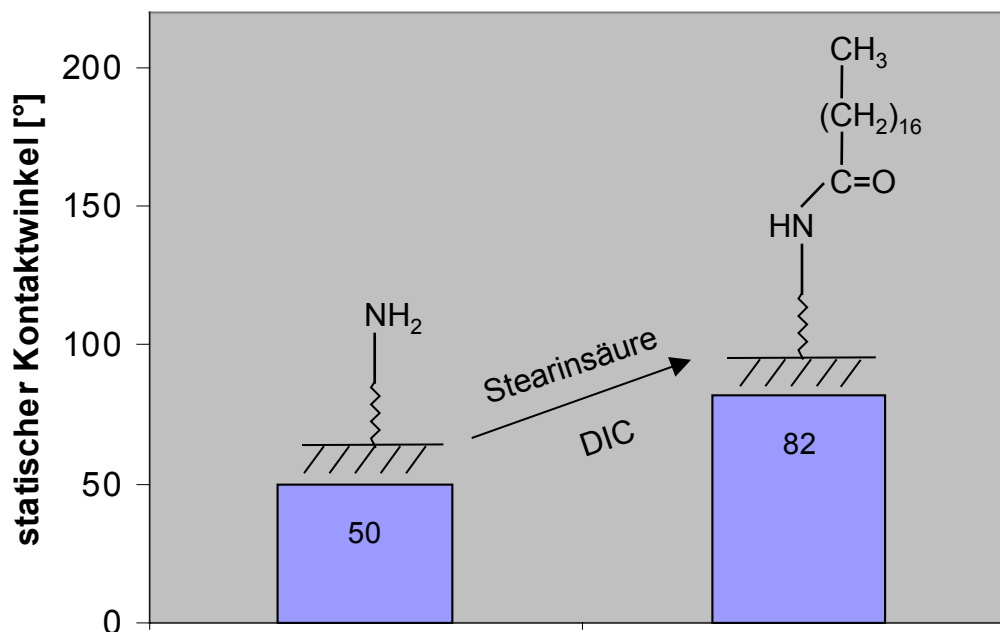 statischer Kontaktwinkel [°]
200
150
100
50
0
NH2
50
Stearinsäure
DIC
CH3
(CH2)16
C=O
HN
82